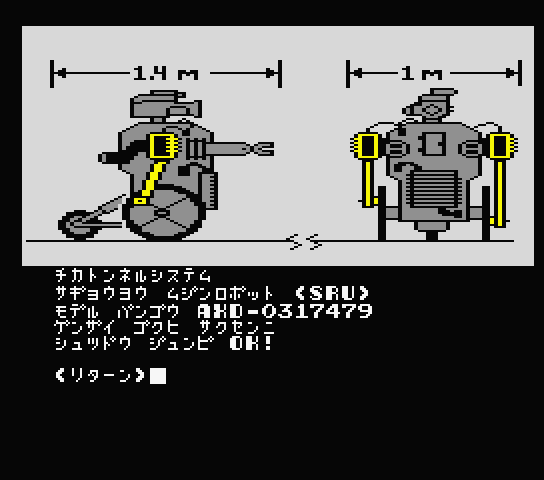 1.4 m
1 m
チカトンネルシステム
サギョウヨウ ムジンロボット 《SRU》
モデル バンゴウ AXD-0317479
ゲンザイ ゴクヒ サクセンニ
シュツドウ ジュンビ OK!
《リターン》